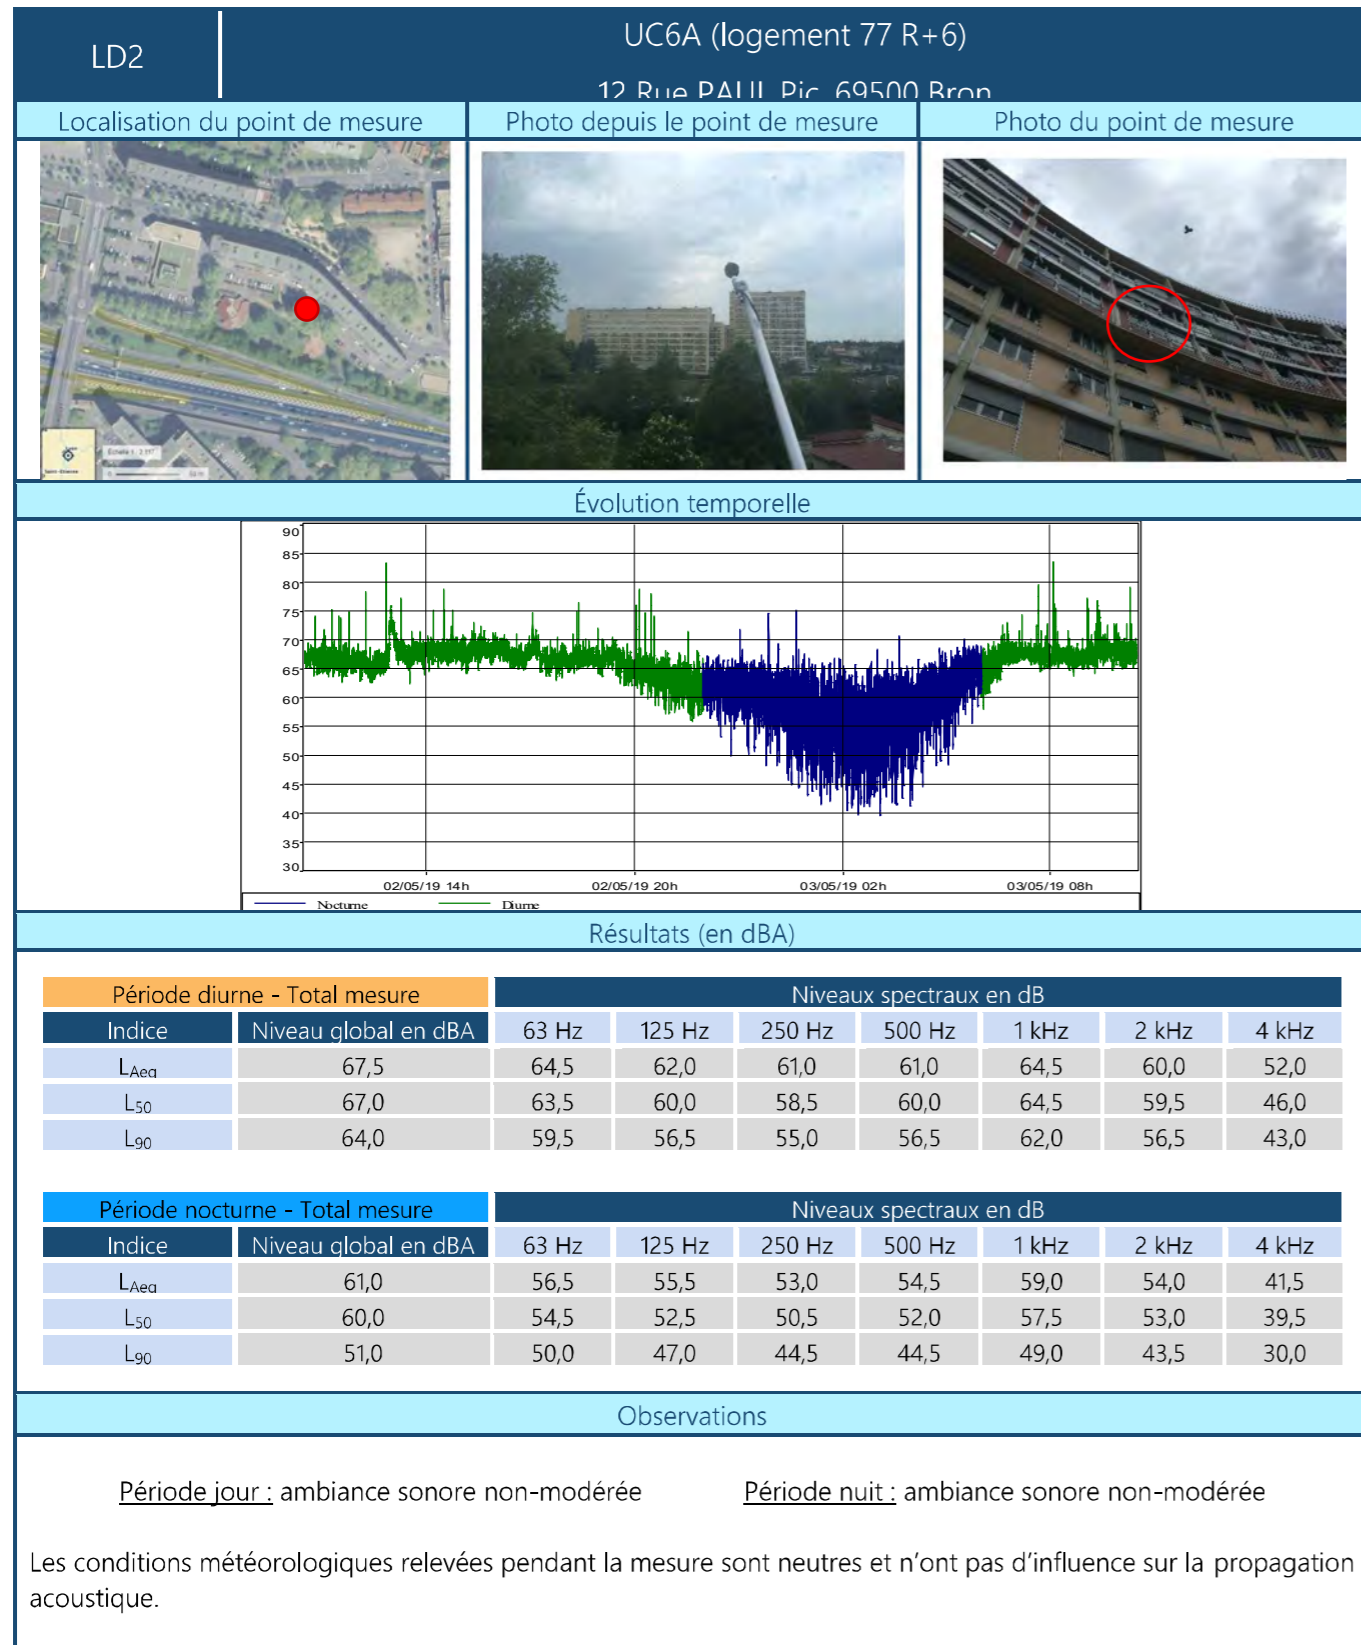 LD2
UC6A (logement 77 R+6)
12 Rue PAUL Pic, 69500 Bron
Localisation du point de mesure
Photo depuis le point de mesure
Photo du point de mesure
Évolution temporelle
90
85
80
75
70
65
60
55
50
45
40
35
30
02/05/19 14h 02/05/19 20h 03/05/19 02h 03/05/19 08h
Nocturne Diurne
Résultats (en dBA)
Période diurne - Total mesure Niveaux spectraux en dB
Indice Niveau global en dBA 63 Hz 125 Hz 250 Hz 500 Hz 1 kHz 2 kHz 4 kHz
LAeq 67,5 64,5 62,0 61,0 61,0 64,5 60,0 52,0
L50 67,0 63,5 60,0 58,5 60,0 64,5 59,5 46,0
L90 64,0 59,5 56,5 55,0 56,5 62,0 56,5 43,0
Période nocturne - Total mesure Niveaux spectraux en dB
Indice Niveau global en dBA 63 Hz 125 Hz 250 Hz 500 Hz 1 kHz 2 kHz 4 kHz
LAeq 61,0 56,5 55,5 53,0 54,5 59,0 54,0 41,5
L50 60,0 54,5 52,5 50,5 52,0 57,5 53,0 39,5
L90 51,0 50,0 47,0 44,5 44,5 49,0 43,5 30,0
Observations
Période jour : ambiance sonore non-modérée Période nuit : ambiance sonore non-modérée
Les conditions météorologiques relevées pendant la mesure sont neutres et n'ont pas d'influence sur la propagation
acoustique.